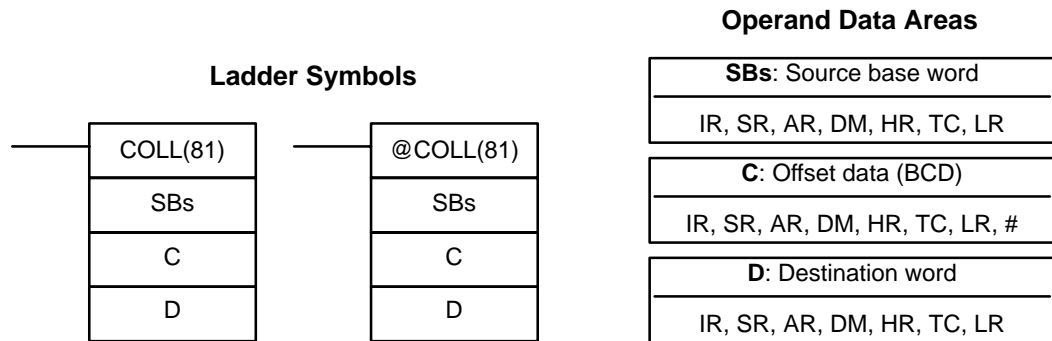 Ladder Symbols
COLL(81)
SBs
C
D
@COLL(81)
SBs
C
D
Operand Data Areas
SBs: Source base word
IR, SR, AR, DM, HR, TC, LR
C: Offset data (BCD)
IR, SR, AR, DM, HR, TC, LR, #
D: Destination word
IR, SR, AR, DM, HR, TC, LR